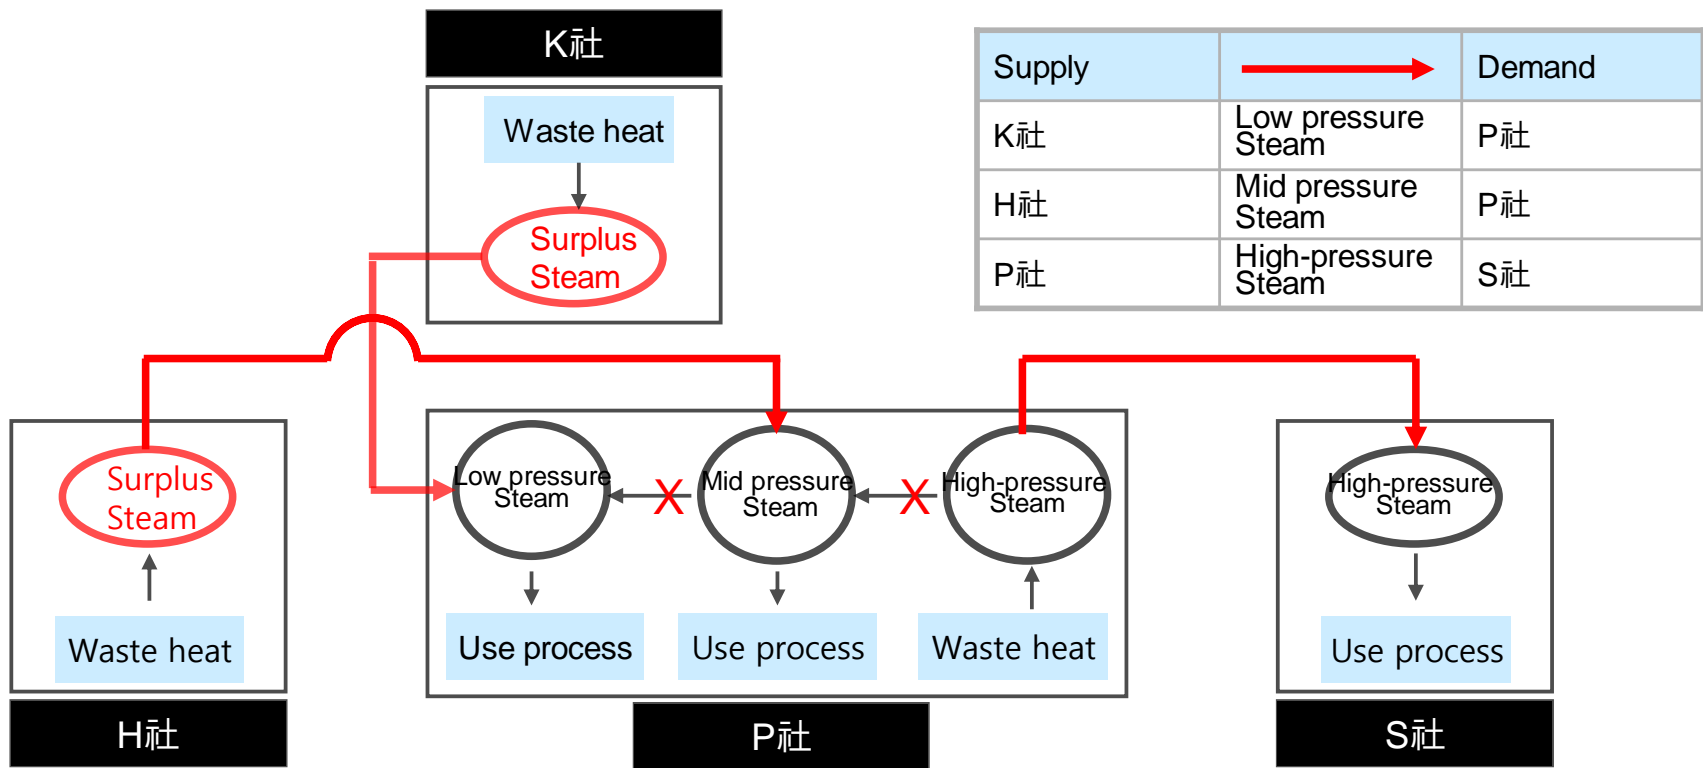 K社
Waste heat
Surplus
Steam
Supply
Demand
K社
Low pressure
Steam
P社
H社
Mid pressure
Steam
P社
P社
High-pressure
Steam
S社
Surplus
Steam
Waste heat
H社
Low pressure
Steam
X
Mid pressure
Steam
X
High-pressure
Steam
Use process
Use process
Waste heat
P社
High-pressure
Steam
Use process
S社